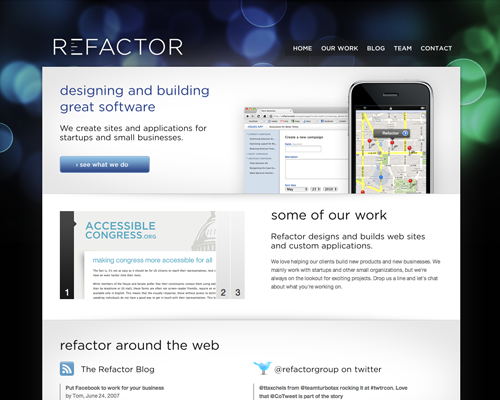 REFACTOR
HOME OUR WORK BLOG TEAM CONTACT
designing and building
great software
We create sites and applications for
startups and small businesses.
› see what we do
Create a new campaign
Refactor
ACCESSIBLE
CONGRESS.ORG
making congress more accessible for all
1
2 3
some of our work
Refactor designs and builds web sites
and custom applications.
We love helping our clients build new products and new businesses. We
mainly work with startups and other small organizations, but we're
always on the lookout for exciting projects. Drop us a line and let's chat
about what you're working on.
refactor around the web
The Refactor Blog
Put Facebook to work for your business
by Tom, June 24, 2007
@refactorgroup on twitter
@ttaxchels from @teamturbotax rocking it at #twtrcon. Love
that @CoTweet is part of the story.